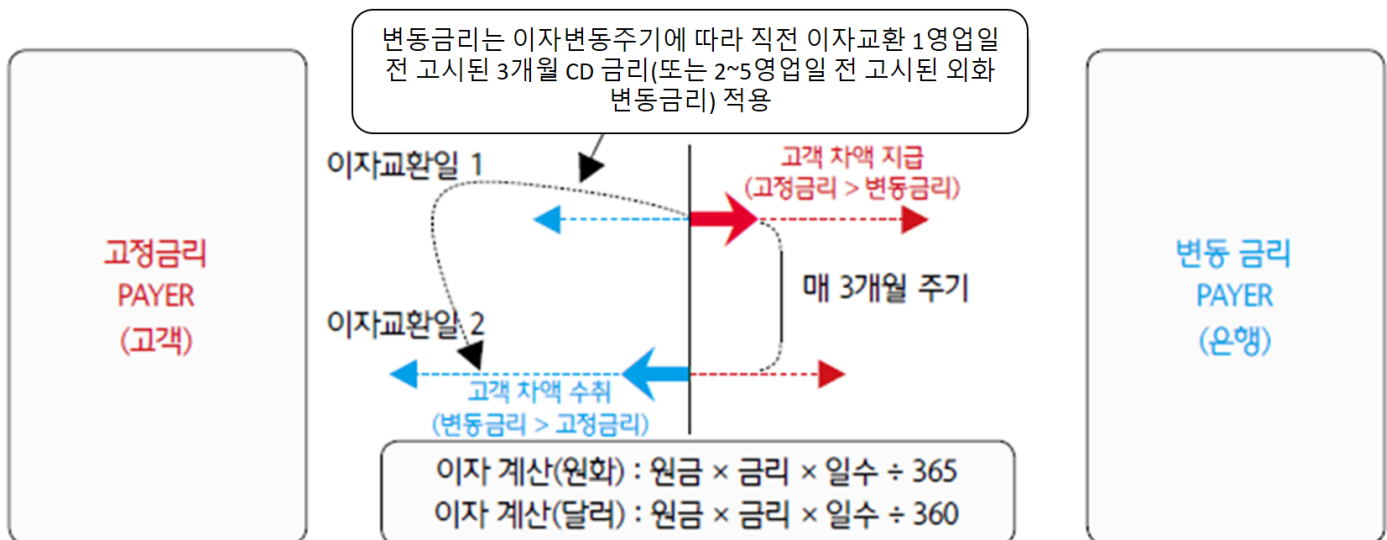 변동금리는 이자변동주기에 따라 직전 이자교환 1영업일
전 고시된 3개월 CD 금리(또는 2~5영업일 전 고시된 외화
변동금리) 적용
이자교환일 1
고객 차액 지급
(고정금리 > 변동금리)
고정금리
PAYER
(고객)
변동 금리
PAYER
(은행)
매 3개월 주기
이자교환일 2
고객 차액 수취
(변동금리 > 고정금리)
이자 계산(원화) : 원금 × 금리 × 일수 ÷ 365
이자 계산(달러) : 원금 × 금리 × 일수 ÷ 360